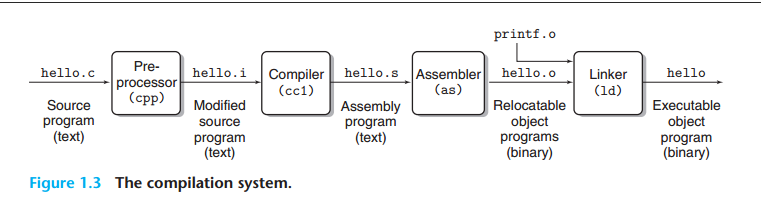 printf.o
hello.c
Pre-
processor
(cpp)
hello.i
Compiler
(cc1)
hello.s
Assembler
(as)
hello.o
Linker
(ld)
hello
Source
program
(text)
Modified
source
program
(text)
Assembly
program
(text)
Relocatable
object
programs
(binary)
Executable
object
program
(binary)
Figure 1.3 The compilation system.